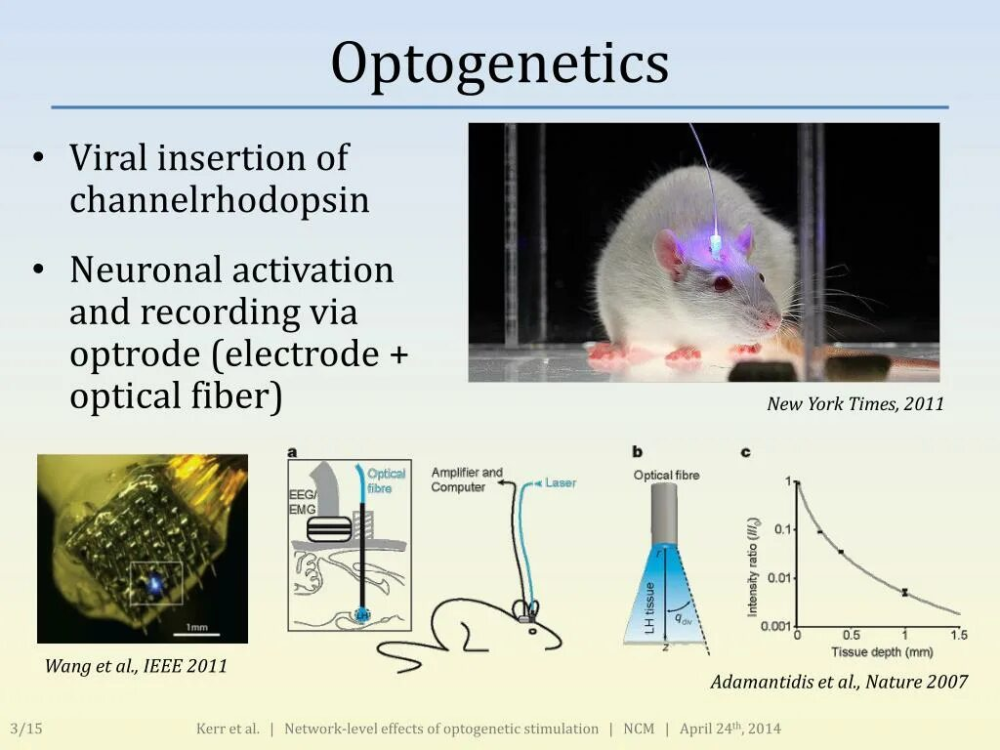 Optogenetics
• Viral insertion of
channelrhodopsin
• Neuronal activation
and recording via
optrode (electrode +
optical fiber)
New York Times, 2011
1mm
Wang et al., IEEE 2011
a
Optical
fibre
EEG/
EMG
LH
Amplifier and
Computer
Laser
b
Optical fibre
r
LH tissue
q div
z
c
Intensity ratio (I/I0)
1
0.1
0.01
0.001
0 0.5 1 1.5
Tissue depth (mm)
Adamantidis et al., Nature 2007
3/15 Kerr et al. | Network-level effects of optogenetic stimulation | NCM | April 24th, 2014